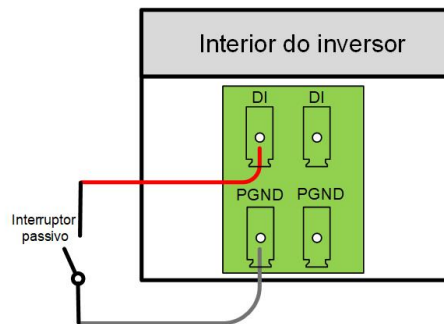 Interior do inversor
DI DI
PGND PGND
Interruptor
passivo